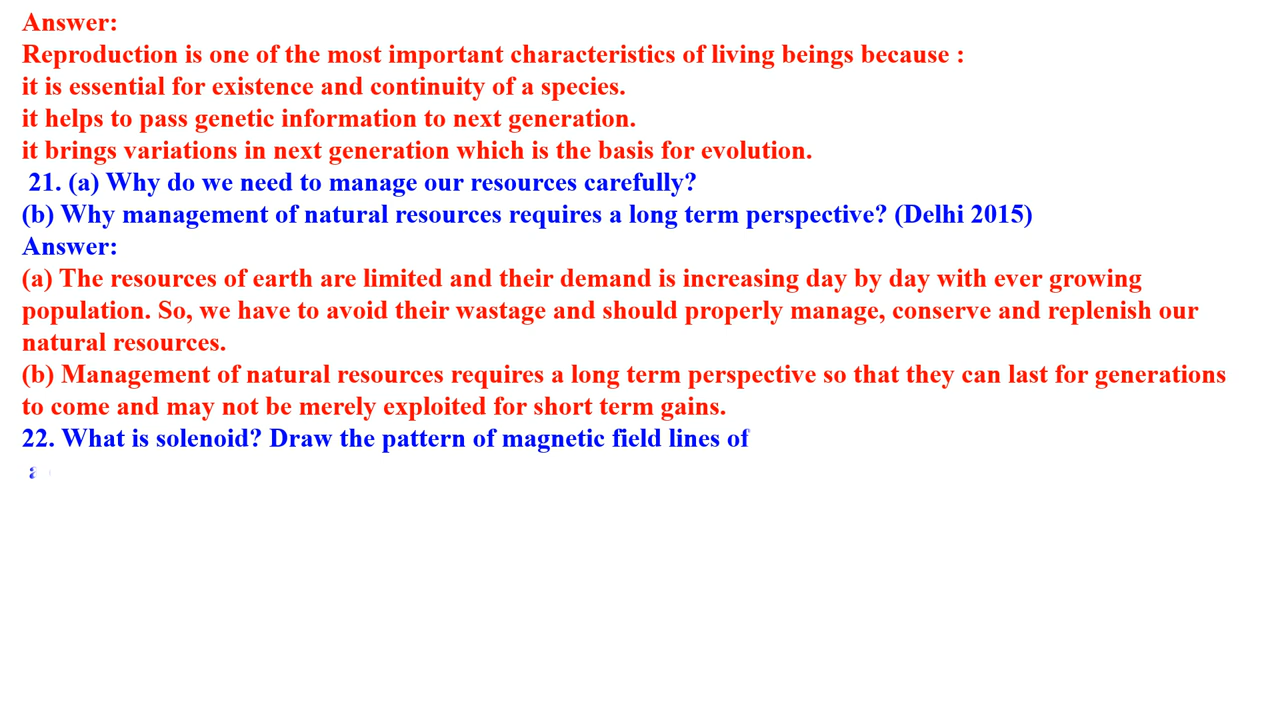 Answer:
Reproduction is one of the most important characteristics of living beings because :
it is essential for existence and continuity of a species.
it helps to pass genetic information to next generation.
it brings variations in next generation which is the basis for evolution.
21. (a) Why do we need to manage our resources carefully?
(b) Why management of natural resources requires a long term perspective? (Delhi 2015)
Answer:
(a) The resources of earth are limited and their demand is increasing day by day with ever growing
population. So, we have to avoid their wastage and should properly manage, conserve and replenish our
natural resources.
(b) Management of natural resources requires a long term perspective so that they can last for generations
to come and may not be merely exploited for short term gains.
22. What is solenoid? Draw the pattern of magnetic field lines of
a